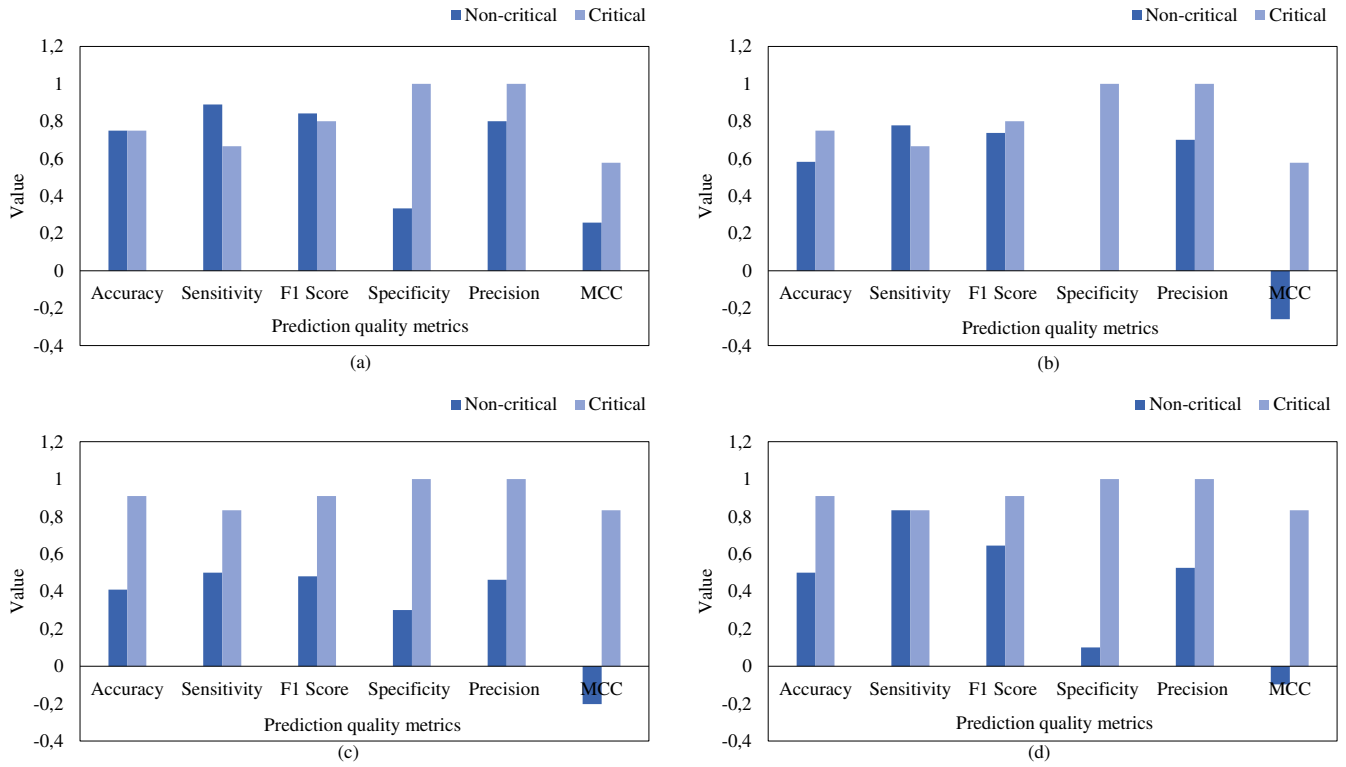 Non-critical Critical
1,2
1
0,8
0,6
0,4
0,2
0
-0,2
-0,4
Value
Accuracy Sensitivity F1 Score Specificity Precision MCC
Prediction quality metrics
(a)
Non-critical Critical
1,2
1
0,8
0,6
0,4
0,2
0
-0,2
-0,4
Value
Accuracy Sensitivity F1 Score Specificity Precision MCC
Prediction quality metrics
(b)
Non-critical Critical
1,2
1
0,8
0,6
0,4
0,2
0
-0,2
-0,4
Value
Accuracy Sensitivity F1 Score Specificity Precision MCC
Prediction quality metrics
(c)
Non-critical Critical
1,2
1
0,8
0,6
0,4
0,2
0
-0,2
-0,4
Value
Accuracy Sensitivity F1 Score Specificity Precision MCC
Prediction quality metrics
(d)